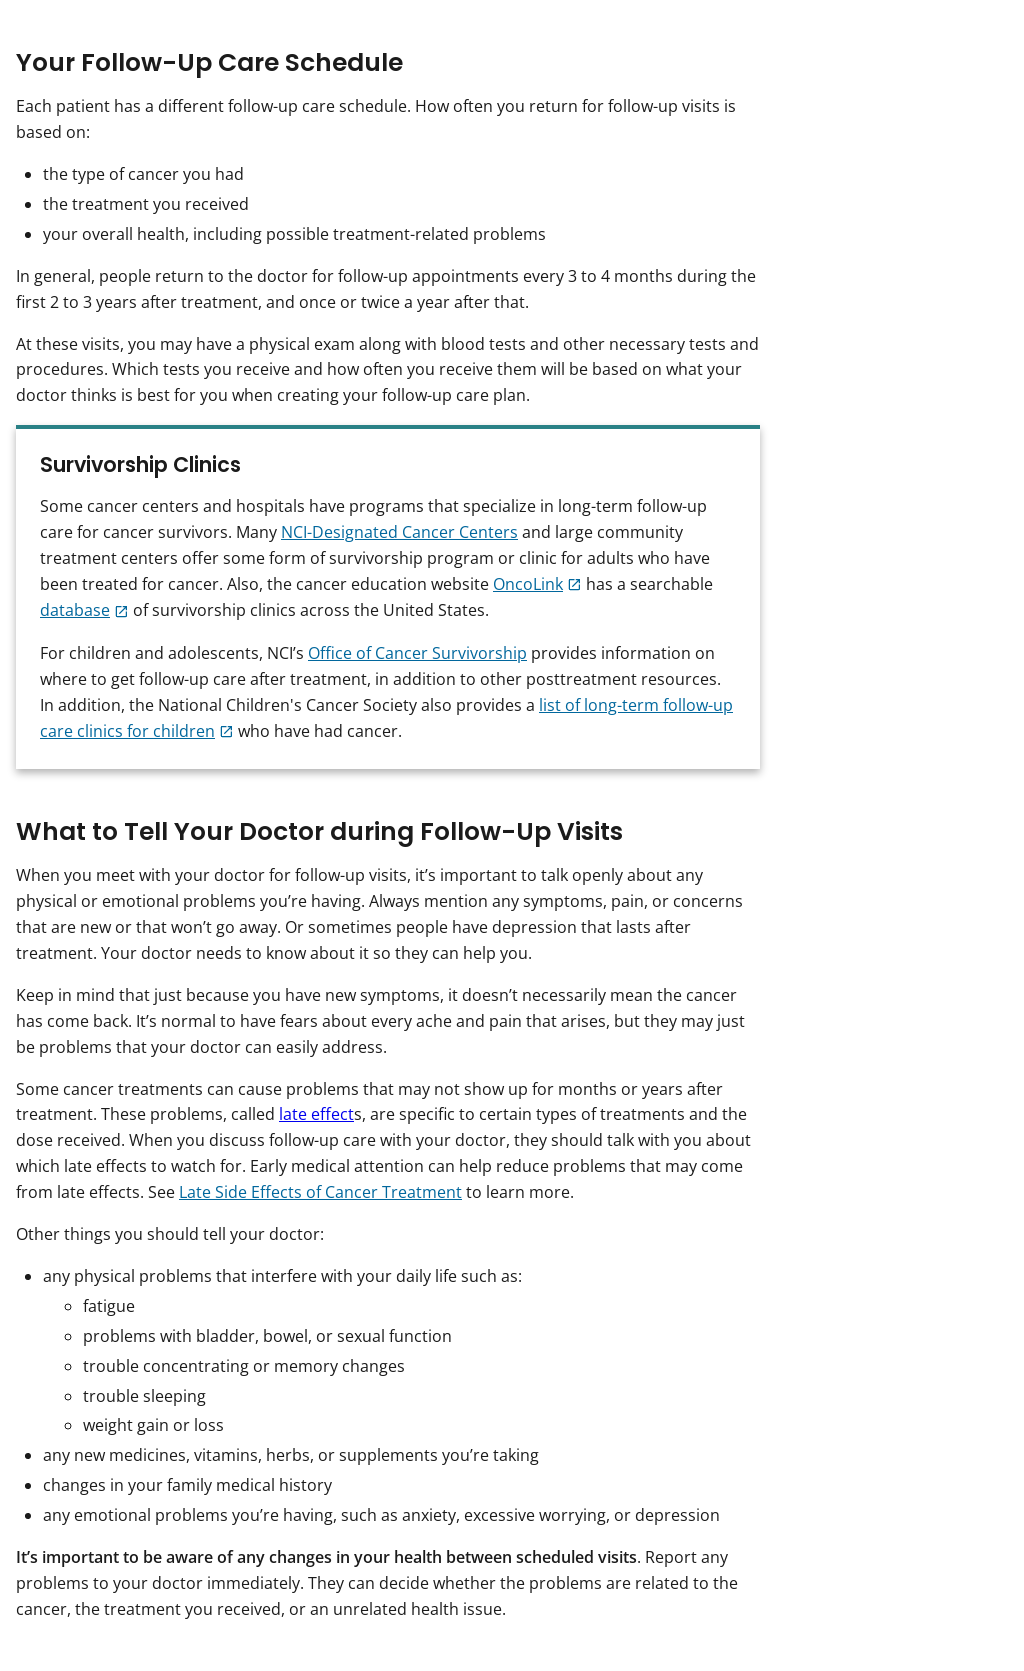 Your Follow-Up Care Schedule
Each patient has a different follow-up care schedule. How often you return for follow-up visits is
based on:
• the type of cancer you had
• the treatment you received
• your overall health, including possible treatment-related problems
In general, people return to the doctor for follow-up appointments every 3 to 4 months during the
first 2 to 3 years after treatment, and once or twice a year after that.
At these visits, you may have a physical exam along with blood tests and other necessary tests and
procedures. Which tests you receive and how often you receive them will be based on what your
doctor thinks is best for you when creating your follow-up care plan.
Survivorship Clinics
Some cancer centers and hospitals have programs that specialize in long-term follow-up
care for cancer survivors. Many NCI-Designated Cancer Centers and large community
treatment centers offer some form of survivorship program or clinic for adults who have
been treated for cancer. Also, the cancer education website OncoLink has a searchable
database of survivorship clinics across the United States.
For children and adolescents, NCI’s Office of Cancer Survivorship provides information on
where to get follow-up care after treatment, in addition to other posttreatment resources.
In addition, the National Children's Cancer Society also provides a list of long-term follow-up
care clinics for children who have had cancer.
What to Tell Your Doctor during Follow-Up Visits
When you meet with your doctor for follow-up visits, it’s important to talk openly about any
physical or emotional problems you’re having. Always mention any symptoms, pain, or concerns
that are new or that won’t go away. Or sometimes people have depression that lasts after
treatment. Your doctor needs to know about it so they can help you.
Keep in mind that just because you have new symptoms, it doesn’t necessarily mean the cancer
has come back. It’s normal to have fears about every ache and pain that arises, but they may just
be problems that your doctor can easily address.
Some cancer treatments can cause problems that may not show up for months or years after
treatment. These problems, called late effects, are specific to certain types of treatments and the
dose received. When you discuss follow-up care with your doctor, they should talk with you about
which late effects to watch for. Early medical attention can help reduce problems that may come
from late effects. See Late Side Effects of Cancer Treatment to learn more.
Other things you should tell your doctor:
• any physical problems that interfere with your daily life such as:
◦ fatigue
◦ problems with bladder, bowel, or sexual function
◦ trouble concentrating or memory changes
◦ trouble sleeping
◦ weight gain or loss
• any new medicines, vitamins, herbs, or supplements you’re taking
• changes in your family medical history
• any emotional problems you’re having, such as anxiety, excessive worrying, or depression
It’s important to be aware of any changes in your health between scheduled visits. Report any
problems to your doctor immediately. They can decide whether the problems are related to the
cancer, the treatment you received, or an unrelated health issue.